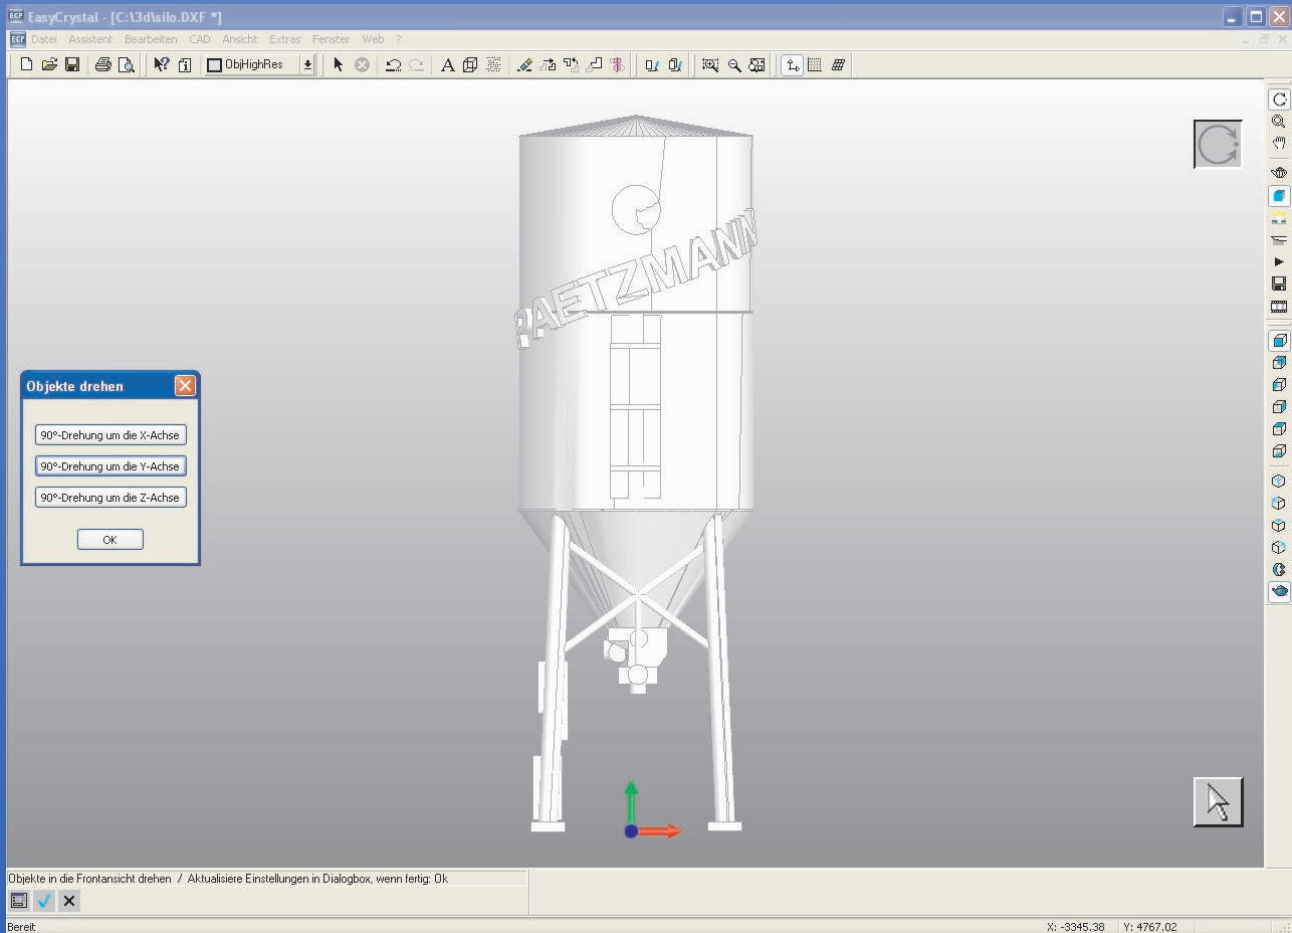 ECP EasyCrystal - [C:\3d\silo.DXF *]
ECP Datei Assistent Bearbeiten CAD Ansicht Extras Fenster Web ?
ObjHighRes
A
PAETZMANN
Objekte drehen
90°-Drehung um die X-Achse
90°-Drehung um die Y-Achse
90°-Drehung um die Z-Achse
OK
Objekte in die Frontansicht drehen / Aktualisiere Einstellungen in Dialogbox, wenn fertig: Ok
Bereit X: -3345.38 Y: 4767.02